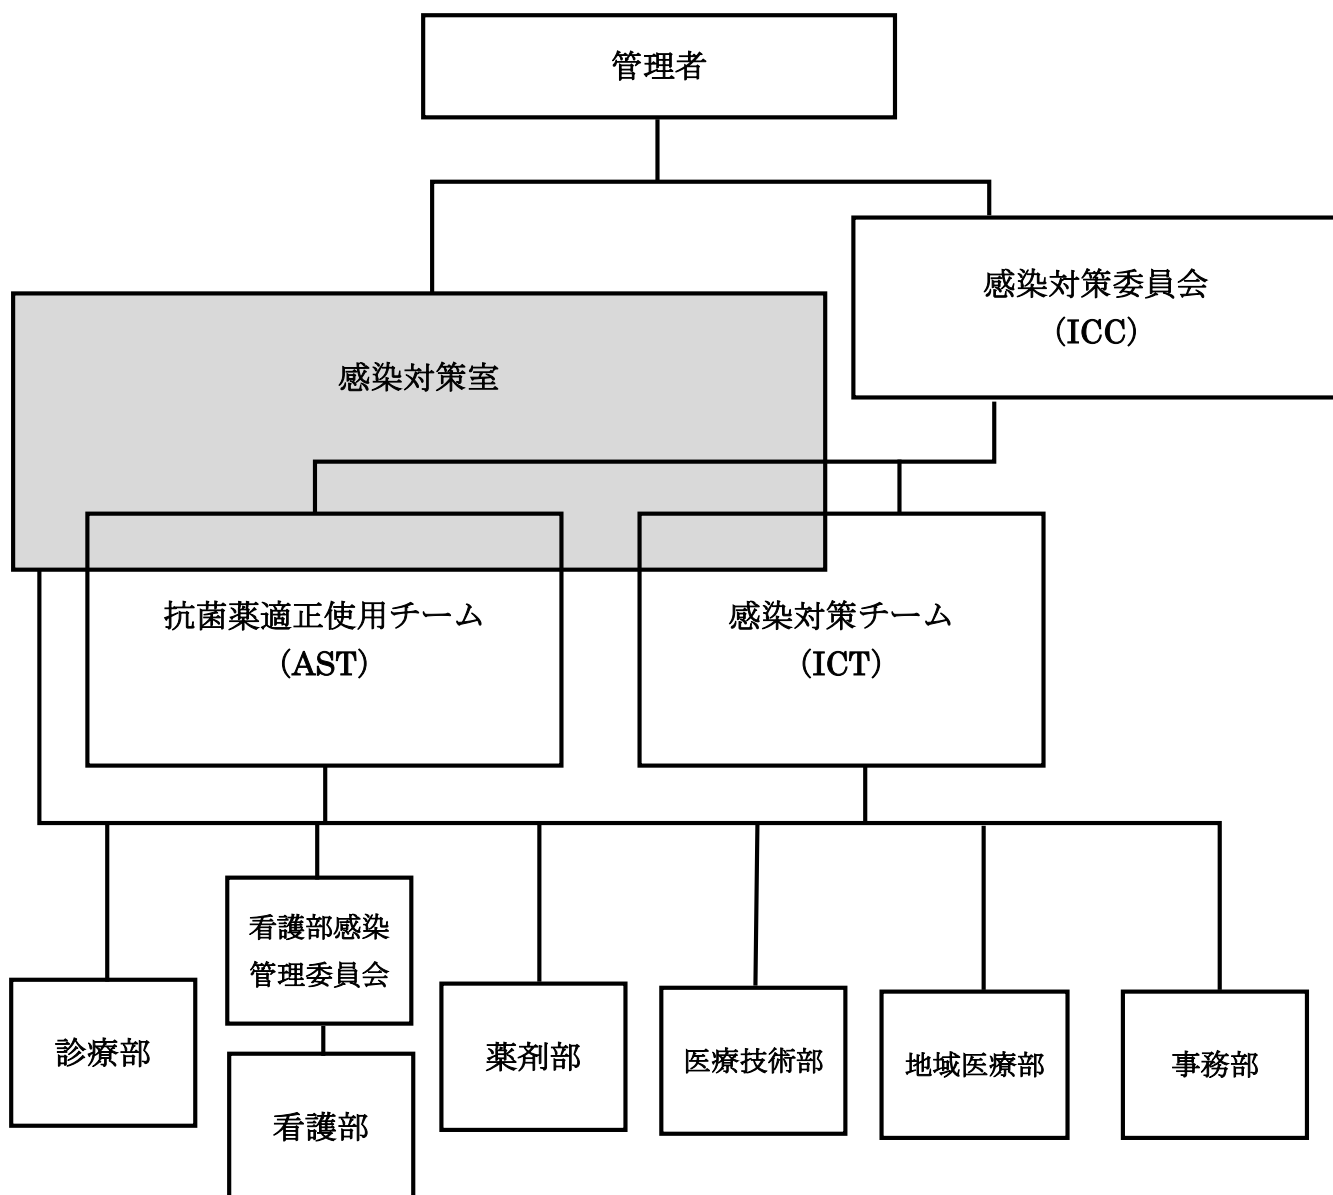 管理者
感染対策委員会
(ICC)
感染対策室
抗菌薬適正使用チーム
(AST)
感染対策チーム
(ICT)
看護部感染
管理委員会
診療部
看護部
薬剤部
医療技術部
地域医療部
事務部